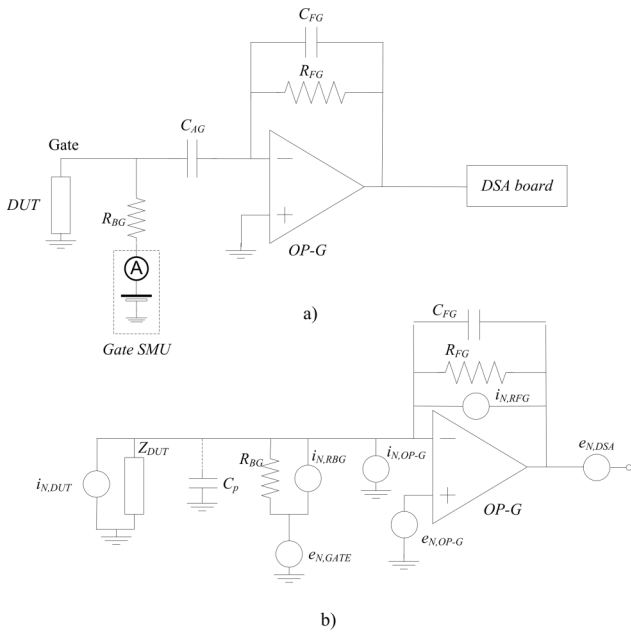 C_FG
R_FG
C_AG
Gate
DUT
R_BG
A
Gate SMU
−
+
OP-G
DSA board
a)
C_FG
R_FG
i_N,RFG
Z_DUT
i_N,DUT
C_p
R_BG
i_N,RBG
i_N,OP-G
−
+
OP-G
e_N,DSA
e_N,OP-G
e_N,GATE
b)